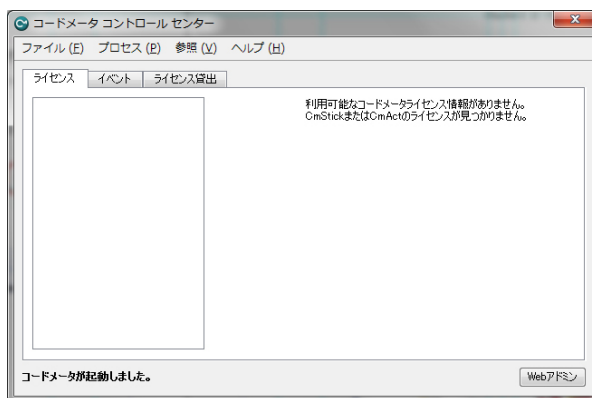 コードメータ コントロール センター
ファイル (F) プロセス (P) 参照 (V) ヘルプ (H)
ライセンス イベント ライセンス貸出
利用可能なコードメータライセンス情報がありません。
CmStickまたはCmActのライセンスが見つかりません。
コードメータが起動しました。
Webアドミン